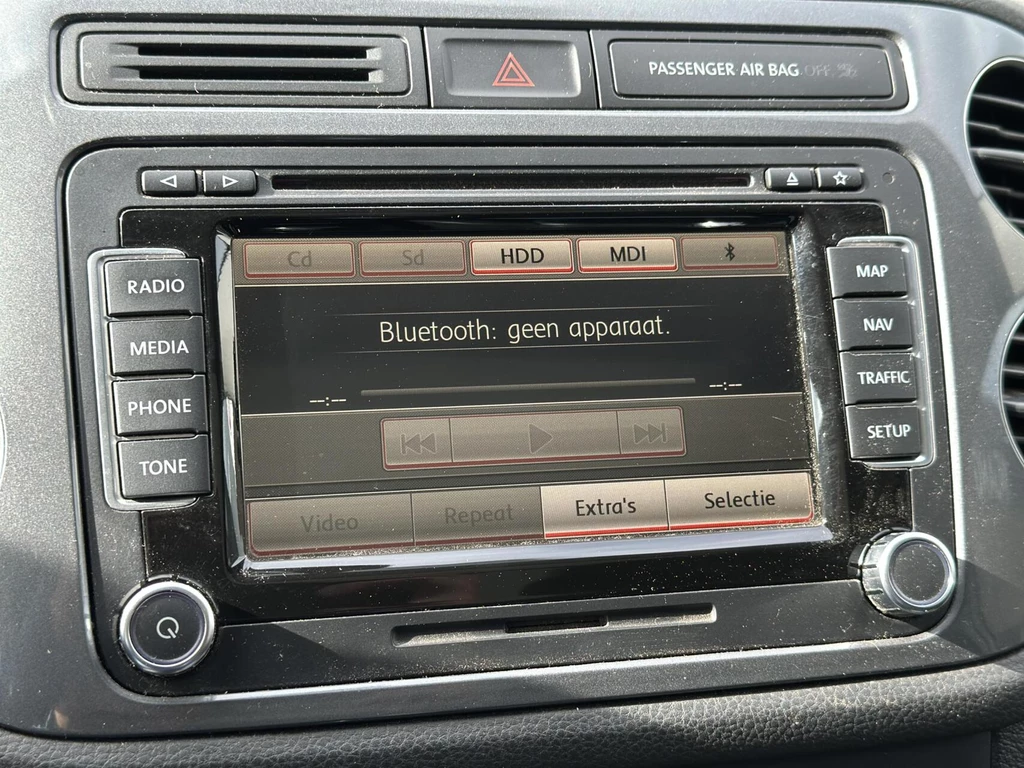 PASSENGER AIR BAG OFF
Cd Sd HDD MDI
RADIO
MEDIA
PHONE
TONE
Bluetooth: geen apparaat.
--:-- --:--
Video Repeat Extra's Selectie
MAP
NAV
TRAFFIC
SETUP